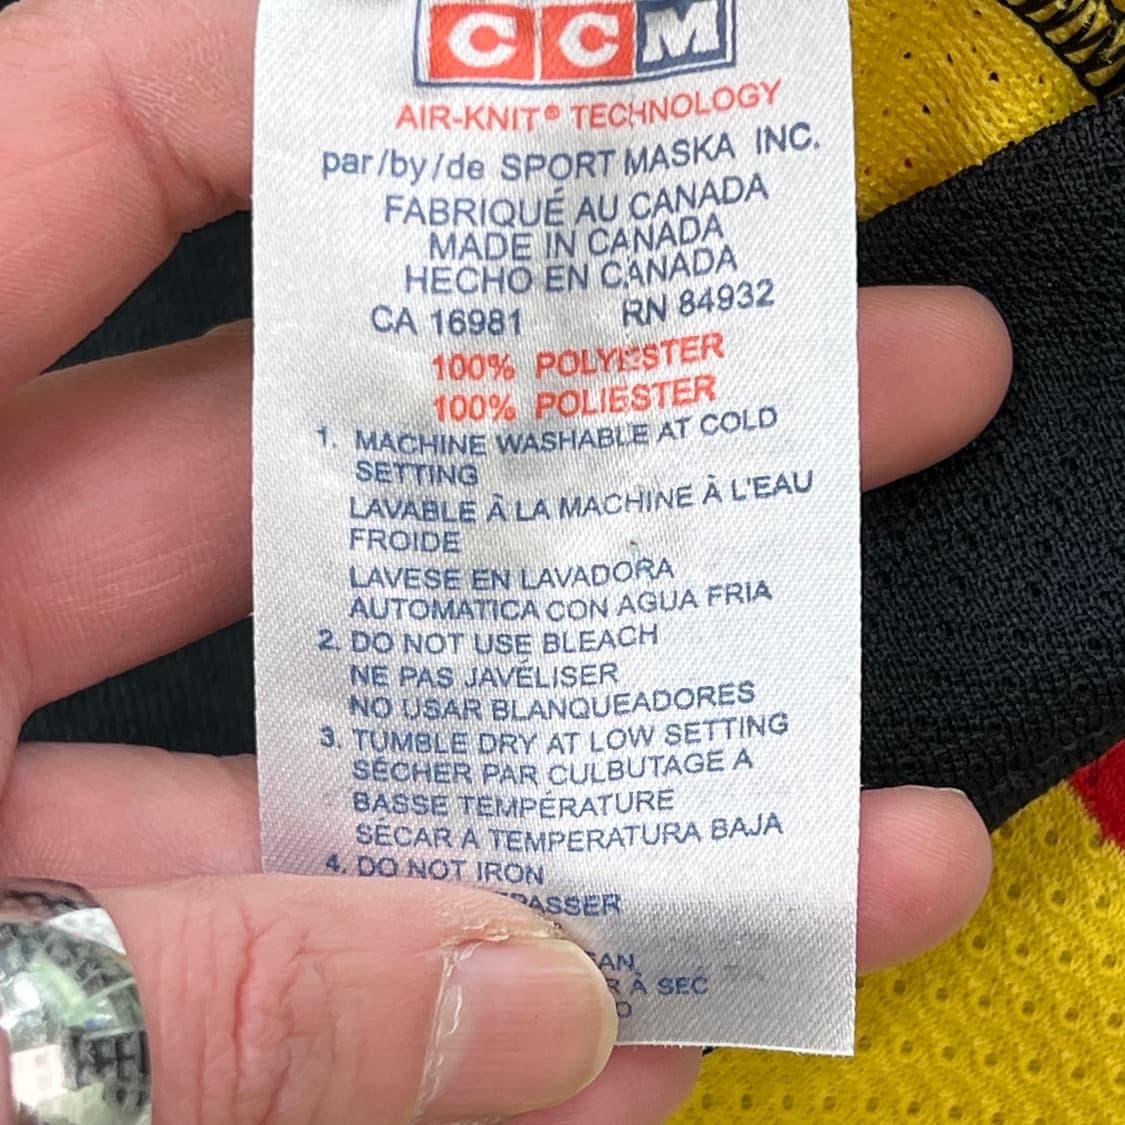 CCM
AIR-KNIT® TECHNOLOGY
par/by/de SPORT MASKA INC.
FABRIQUÉ AU CANADA
MADE IN CANADA
HECHO EN CANADA
CA 16981 RN 84932
100% POLYESTER
100% POLIESTER
1. MACHINE WASHABLE AT COLD
SETTING
LAVABLE À LA MACHINE À L'EAU
FROIDE
LAVESE EN LAVADORA
AUTOMATICA CON AGUA FRIA
2. DO NOT USE BLEACH
NE PAS JAVÉLISER
NO USAR BLANQUEADORES
3. TUMBLE DRY AT LOW SETTING
SÉCHER PAR CULBUTAGE A
BASSE TEMPÉRATURE
SÉCAR A TEMPERATURA BAJA
4. DO NOT IRON
À SEC